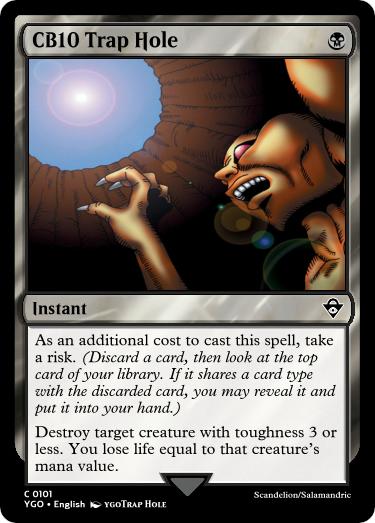 CB10 Trap Hole
Instant
As an additional cost to cast this spell, take
a risk. (Discard a card, then look at the top
card of your library. If it shares a card type
with the discarded card, you may reveal it and
put it into your hand.)
Destroy target creature with toughness 3 or
less. You lose life equal to that creature's
mana value.
C 0101
YGO • English YGOTRAP HOLE
Scandelion/Salamandric